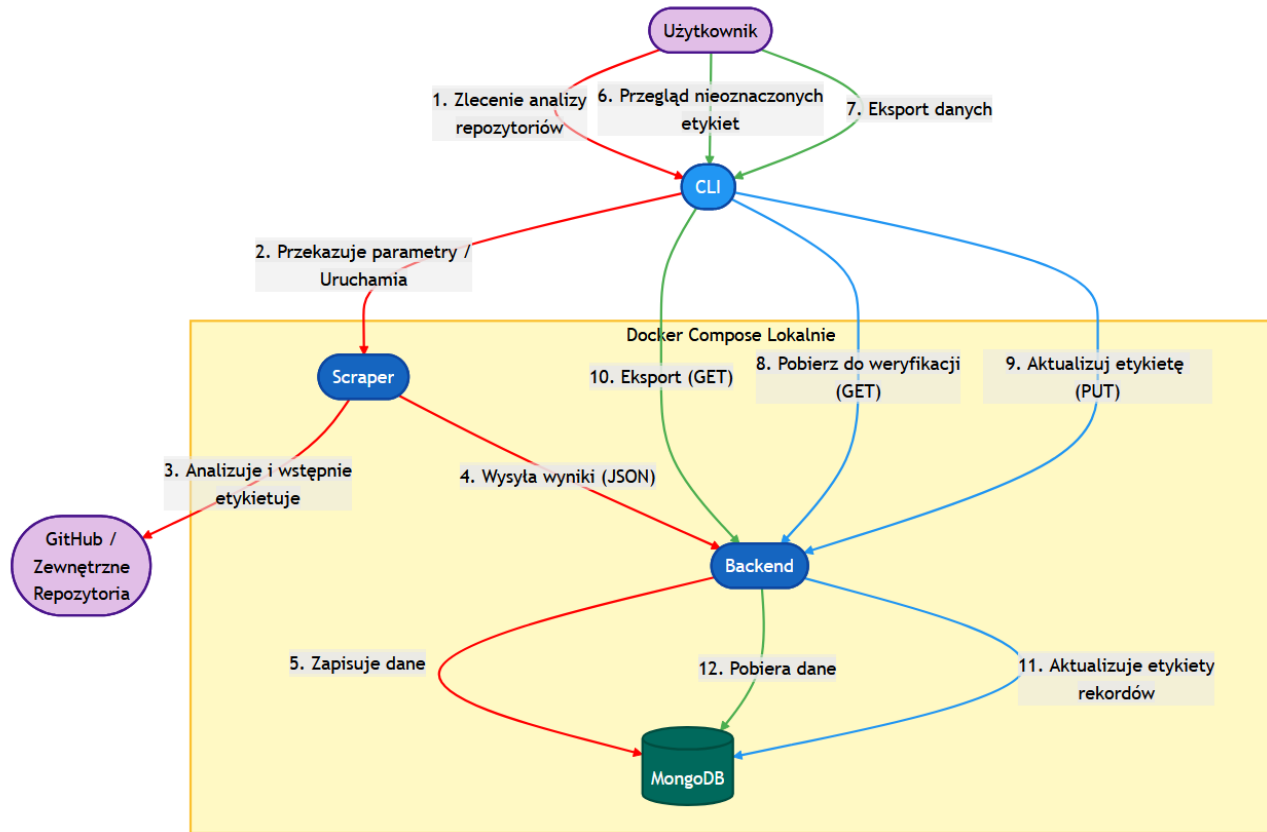 Użytkownik
1. Zlecenie analizy
repozytoriów
6. Przegląd nieoznaczonych
etykiet
7. Eksport danych
CLI
2. Przekazuje parametry /
Uruchamia
Docker Compose Lokalnie
Scraper
10. Eksport (GET)
8. Pobierz do weryfikacji
(GET)
9. Aktualizuj etykietę
(PUT)
3. Analizuje i wstępnie
etykietuje
4. Wysyła wyniki (JSON)
GitHub /
Zewnętrzne
Repozytoria
Backend
5. Zapisuje dane
12. Pobiera dane
11. Aktualizuje etykiety
rekordów
MongoDB